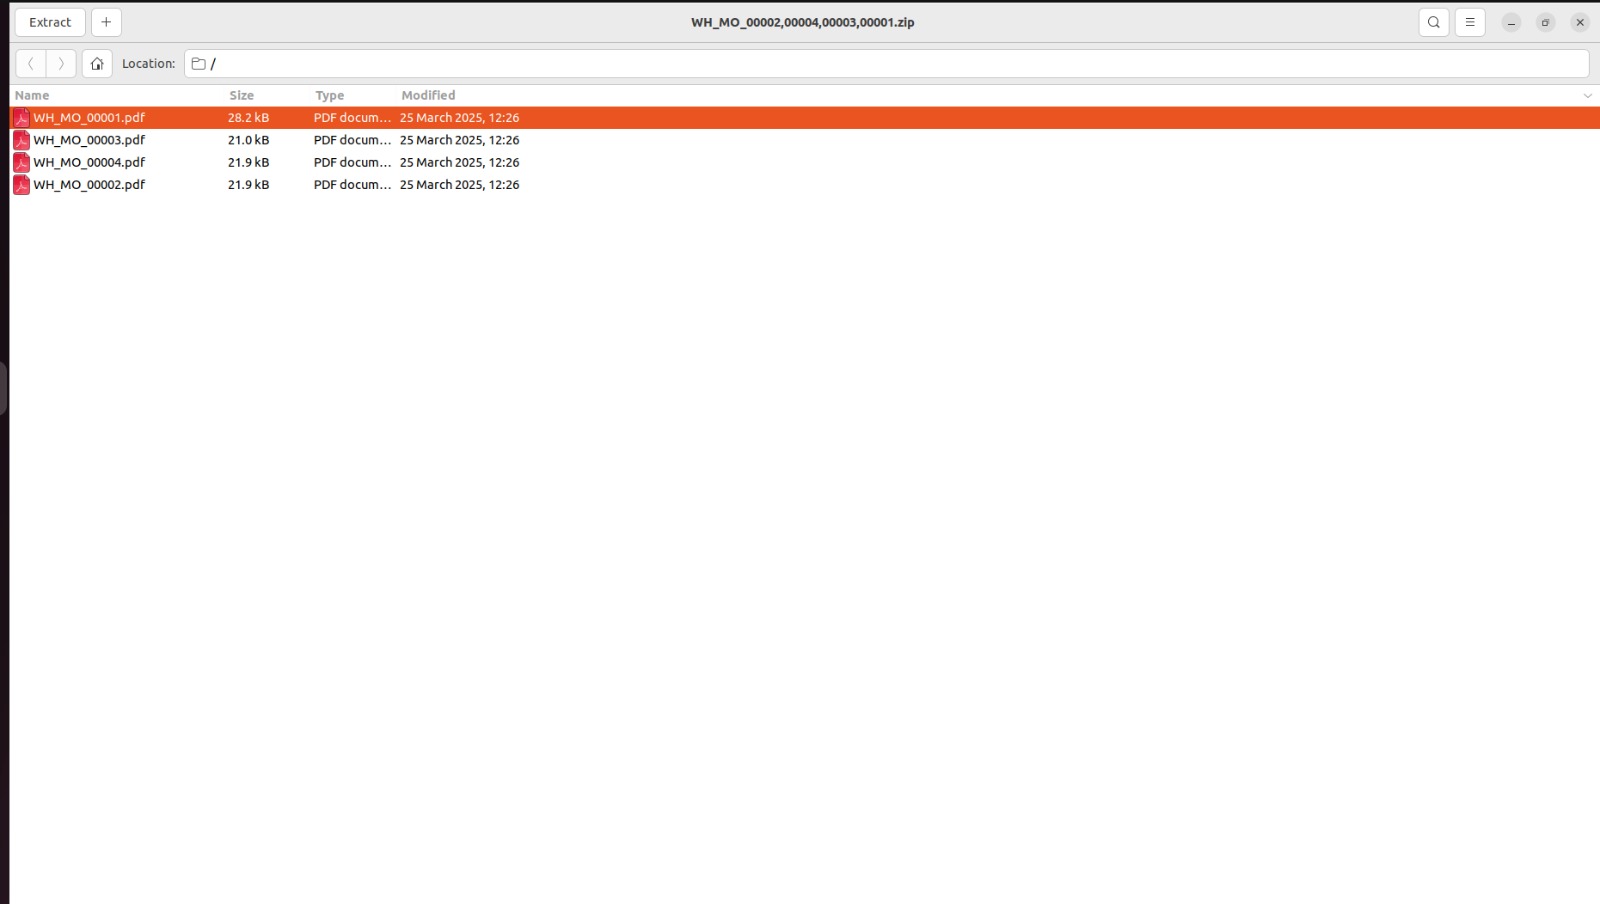 Extract
WH_MO_00002,00004,00003,00001.zip
Location: /
Name Size Type Modified
WH_MO_00001.pdf 28.2 kB PDF docum... 25 March 2025, 12:26
WH_MO_00003.pdf 21.0 kB PDF docum... 25 March 2025, 12:26
WH_MO_00004.pdf 21.9 kB PDF docum... 25 March 2025, 12:26
WH_MO_00002.pdf 21.9 kB PDF docum... 25 March 2025, 12:26